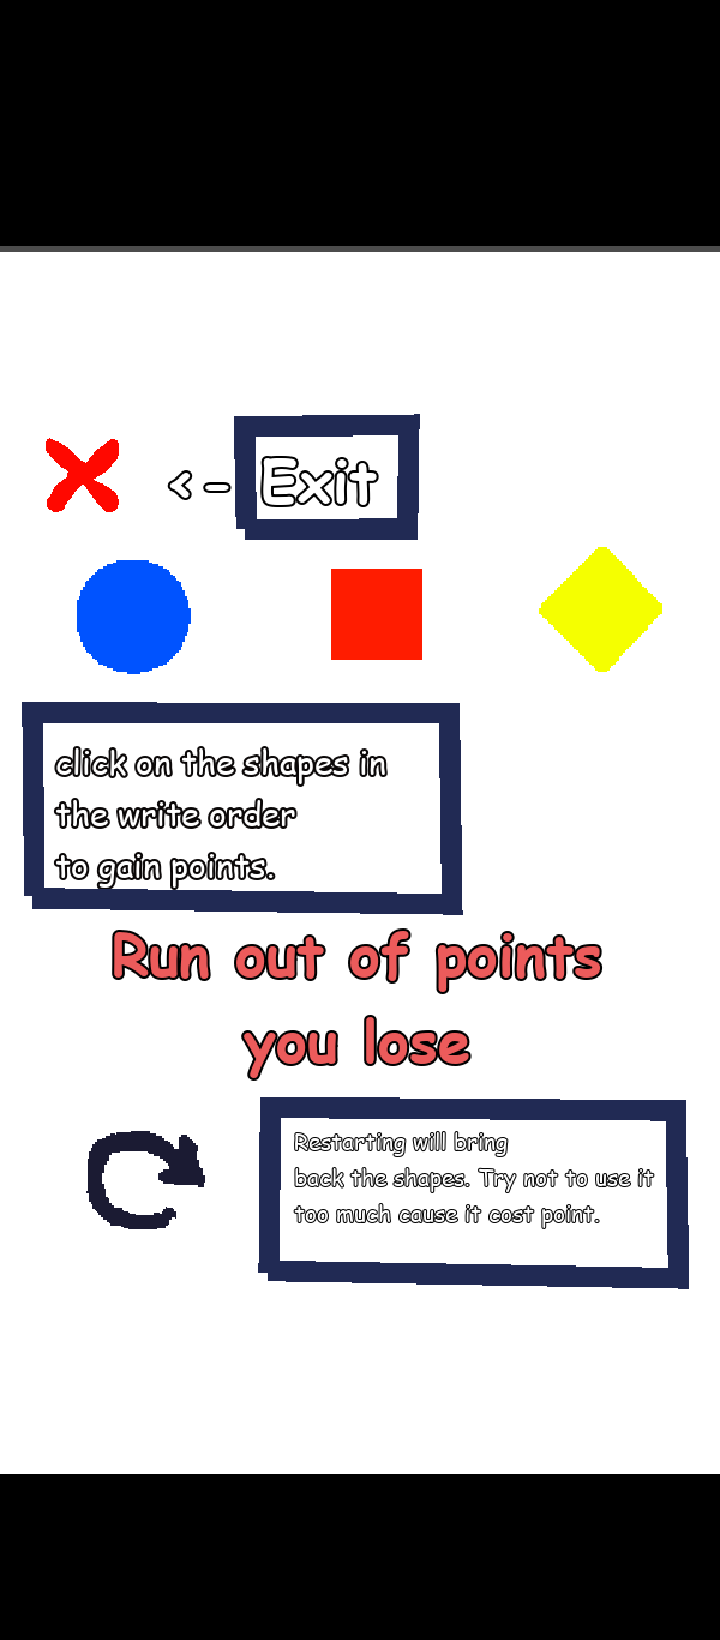 <- Exit
click on the shapes in
the write order
to gain points.
Run out of points
you lose
Restarting will bring
back the shapes. Try not to use it
too much cause it cost point.